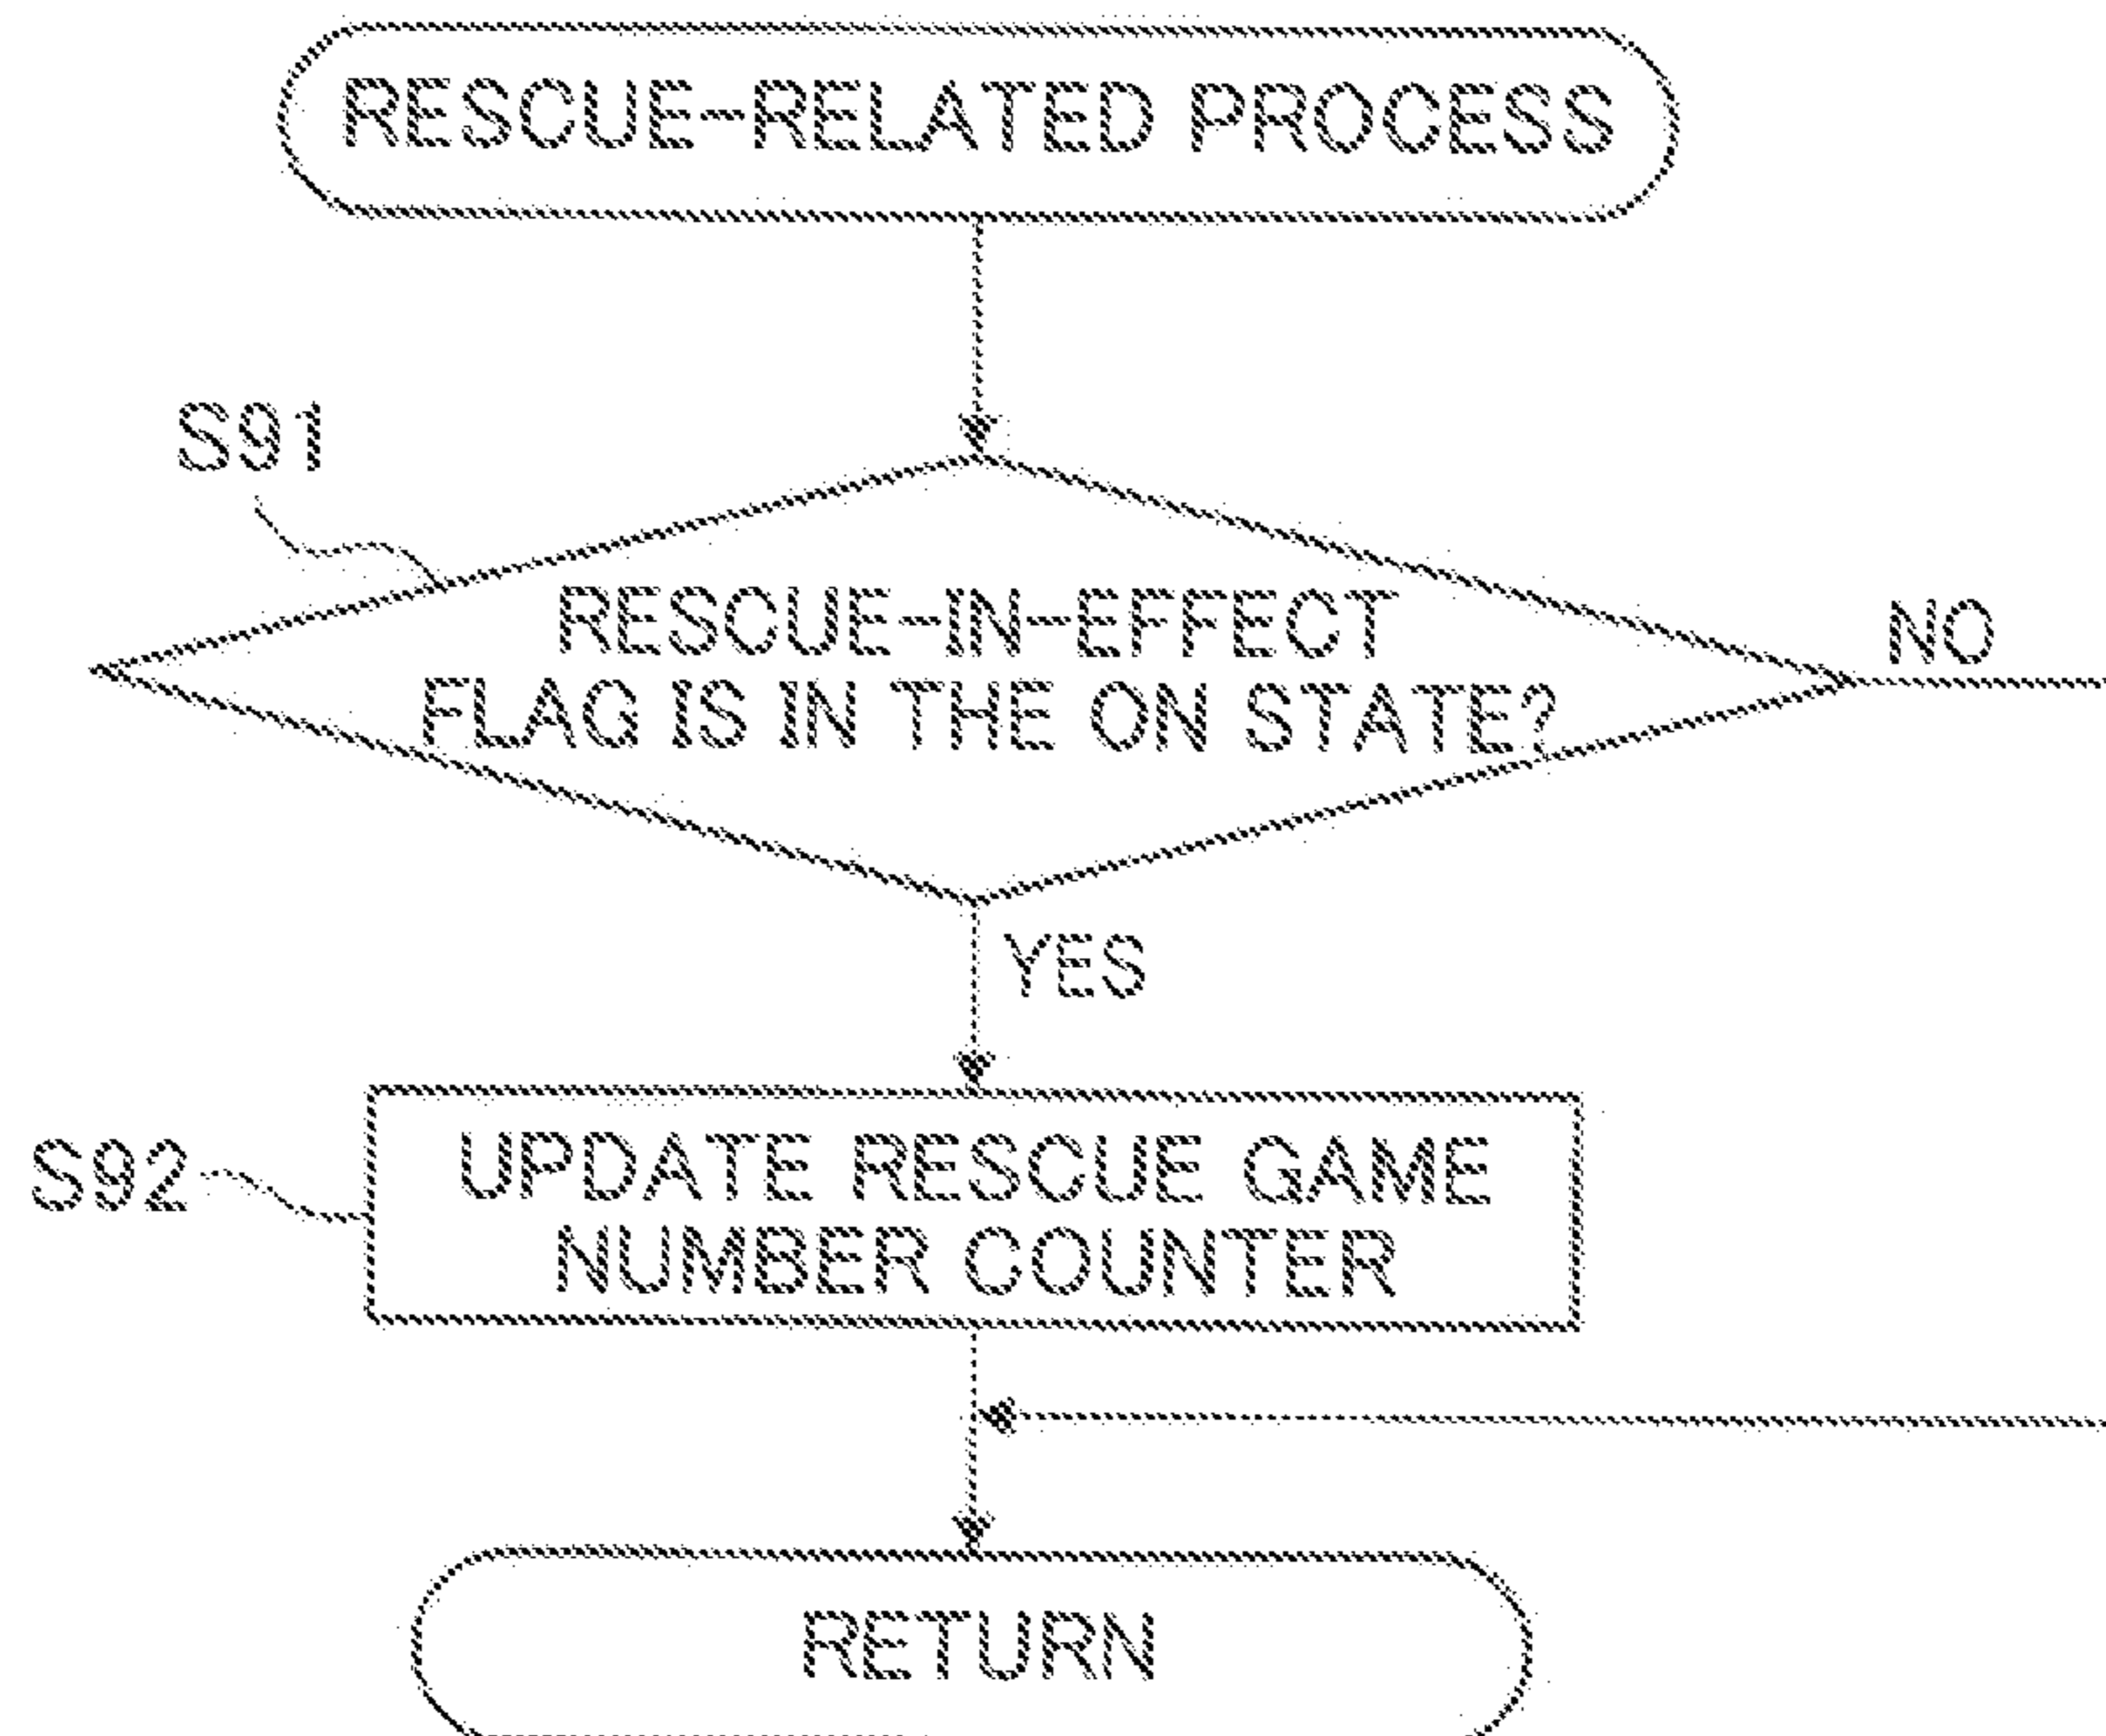 RESCUE-RELATED PROCESS
S91
RESCUE-IN-EFFECT
FLAG IS IN THE ON STATE?
NO
YES
S92
UPDATE RESCUE GAME
NUMBER COUNTER
RETURN